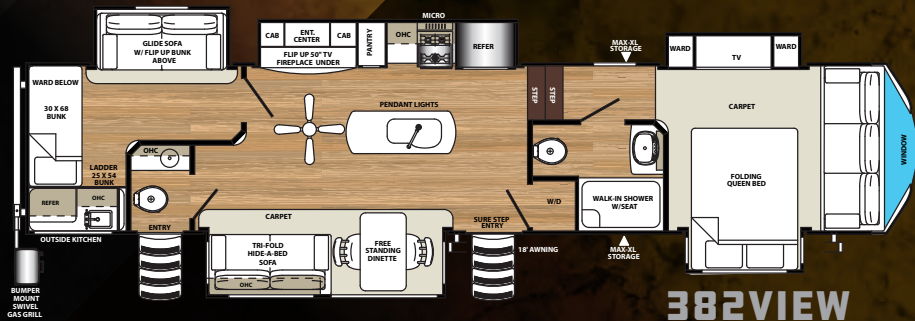 MICRO
GLIDE SOFA
W/ FLIP UP BUNK
ABOVE
CAB
ENT.
CENTER
CAB
FLIP UP 50" TV
FIREPLACE UNDER
PANTRY
OHC
REFER
MAX-XL
STORAGE
WARD
TV
WARD
WARD BELOW
30 X 68
BUNK
PENDANT LIGHTS
STEP
STEP
CARPET
WINDOW
OHC
LADDER
25 X 54
BUNK
FOLDING
QUEEN BED
REFER
OHC
W/D
WALK-IN SHOWER
W/SEAT
ENTRY
CARPET
SURE STEP
ENTRY
OUTSIDE KITCHEN
TRI-FOLD
HIDE-A-BED
SOFA
OHC
FREE
STANDING
DINETTE
18' AWNING
MAX-XL
STORAGE
BUMPER
MOUNT
SWIVEL
GAS GRILL
382VIEW